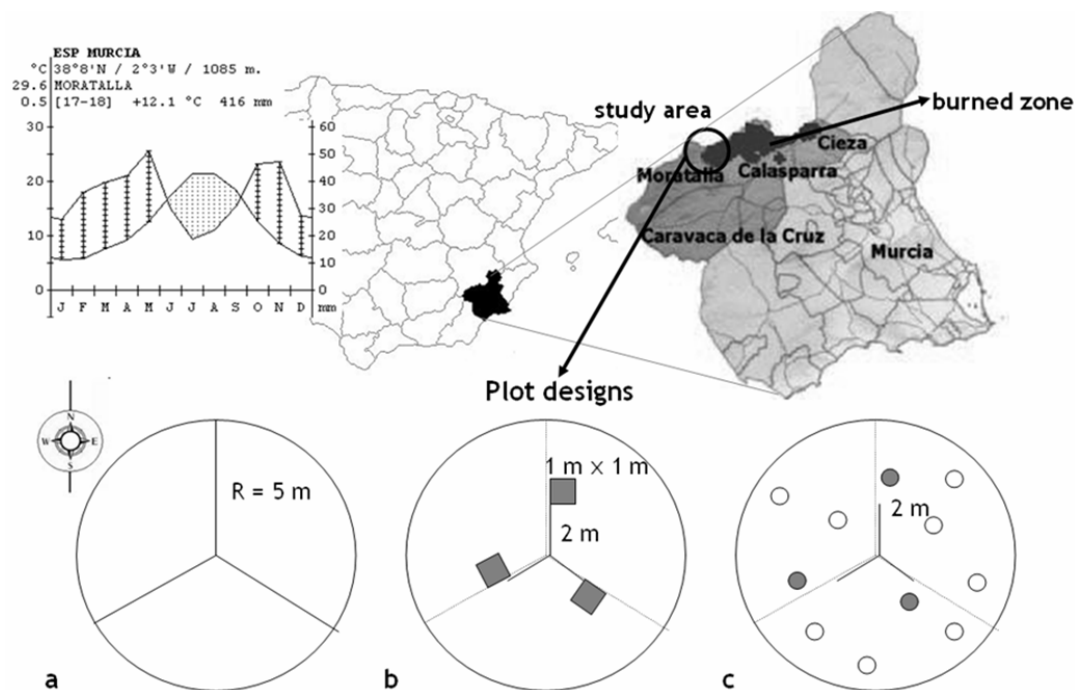 ESP MURCIA
°C 38°8'N / 2°3'W / 1085 m.
29.6 MORATALLA
0.5 [17-18] +12.1 °C 416 mm
30 60
50
20 40
30
10 20
10
0 0
J F M A M J J A S O N D mm
study area
burned zone
Cieza
Calasparra
Moratalla
Caravaca de la Cruz
Murcia
Plot designs
N
W E
S
R = 5 m
1 m × 1 m
2 m
2 m
a b c